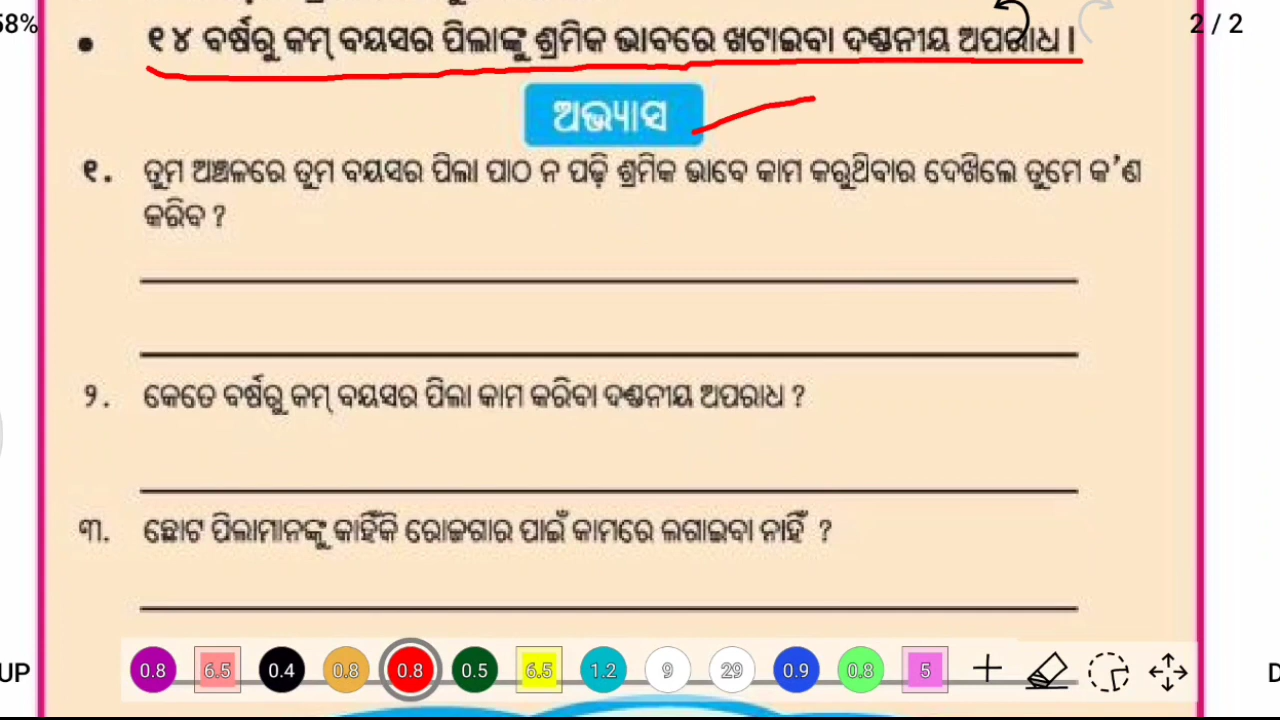 58%
2 / 2
• ୧୪ ବର୍ଷରୁ କମ୍ ବୟସର ପିଲାଙ୍କୁ ଶ୍ରମିକ ଭାବରେ ଖଟାଇବା ଦଣ୍ଡନୀୟ ଅପରାଧ।
ଅଭ୍ୟାସ
୧. ତୁମ ଅଞ୍ଚଳରେ ତୁମ ବୟସର ପିଲା ପାଠ ନ ପଢ଼ି ଶ୍ରମିକ ଭାବେ କାମ କରୁଥିବାର ଦେଖିଲେ ତୁମେ କ'ଣ
କରିବ ?
୨. କେତେ ବର୍ଷରୁ କମ୍ ବୟସର ପିଲା କାମ କରିବା ଦଣ୍ଡନୀୟ ଅପରାଧ ?
୩. ଛୋଟ ପିଲାମାନଙ୍କୁ କାହିଁକି ରୋଜଗାର ପାଇଁ କାମରେ ଲଗାଇବା ନାହିଁ ?
UP
0.8 6.5 0.4 0.8 0.8 0.5 6.5 1.2 9 29 0.9 0.8 5
D